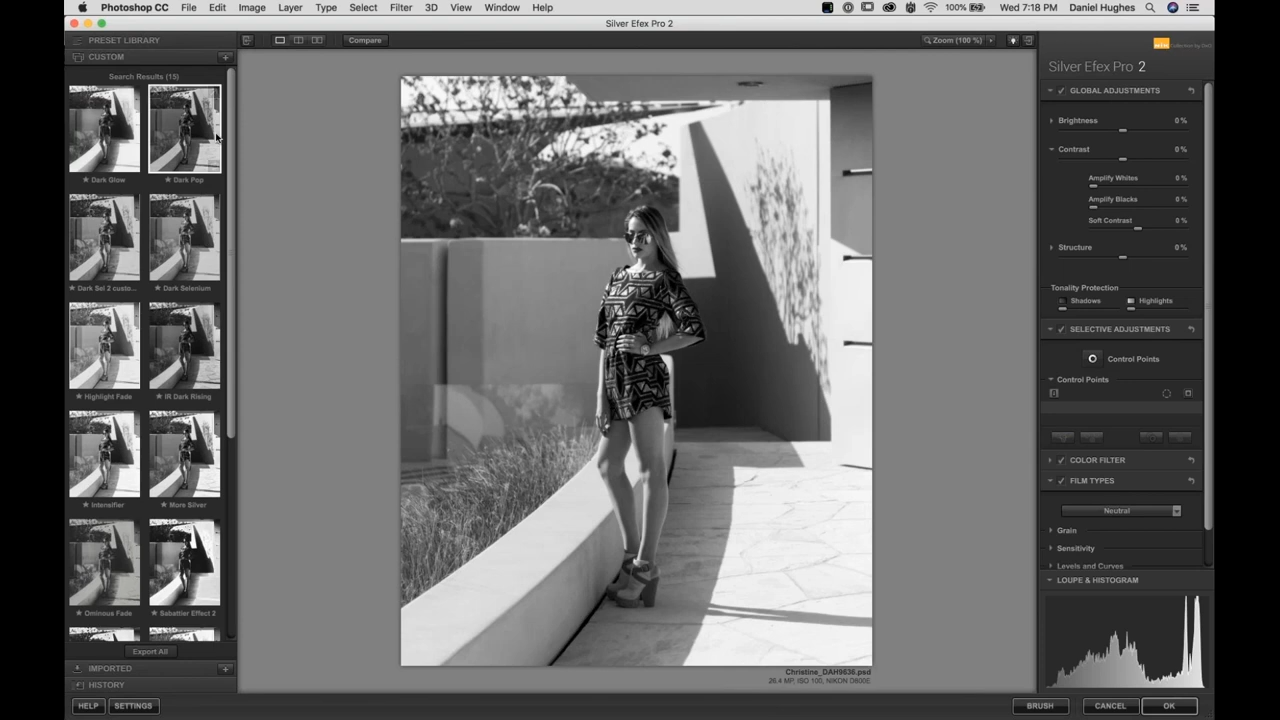 Photoshop CC File Edit Image Layer Type Select Filter 3D View Window Help 100% Wed 7:18 PM Daniel Hughes
Silver Efex Pro 2
PRESET LIBRARY
Compare
Zoom (100 %)
CUSTOM
Collection by DxO
Silver Efex Pro 2
Search Results (15)
GLOBAL ADJUSTMENTS
Brightness 0 %
Contrast 0 %
Dark Glow Dark Pop
Amplify Whites 0 %
Amplify Blacks 0 %
Soft Contrast 0 %
Structure 0 %
Dark Sel 2 custo... Dark Selenium
Tonality Protection
Shadows Highlights
SELECTIVE ADJUSTMENTS
Control Points
Control Points
Highlight Fade IR Dark Rising
COLOR FILTER
FILM TYPES
Intensifier More Silver
Neutral
Grain
Sensitivity
Levels and Curves
LOUPE & HISTOGRAM
Ominous Fade Sabattier Effect 2
Export All
IMPORTED
Christine_DAH9636.psd
HISTORY
HELP SETTINGS
BRUSH CANCEL OK